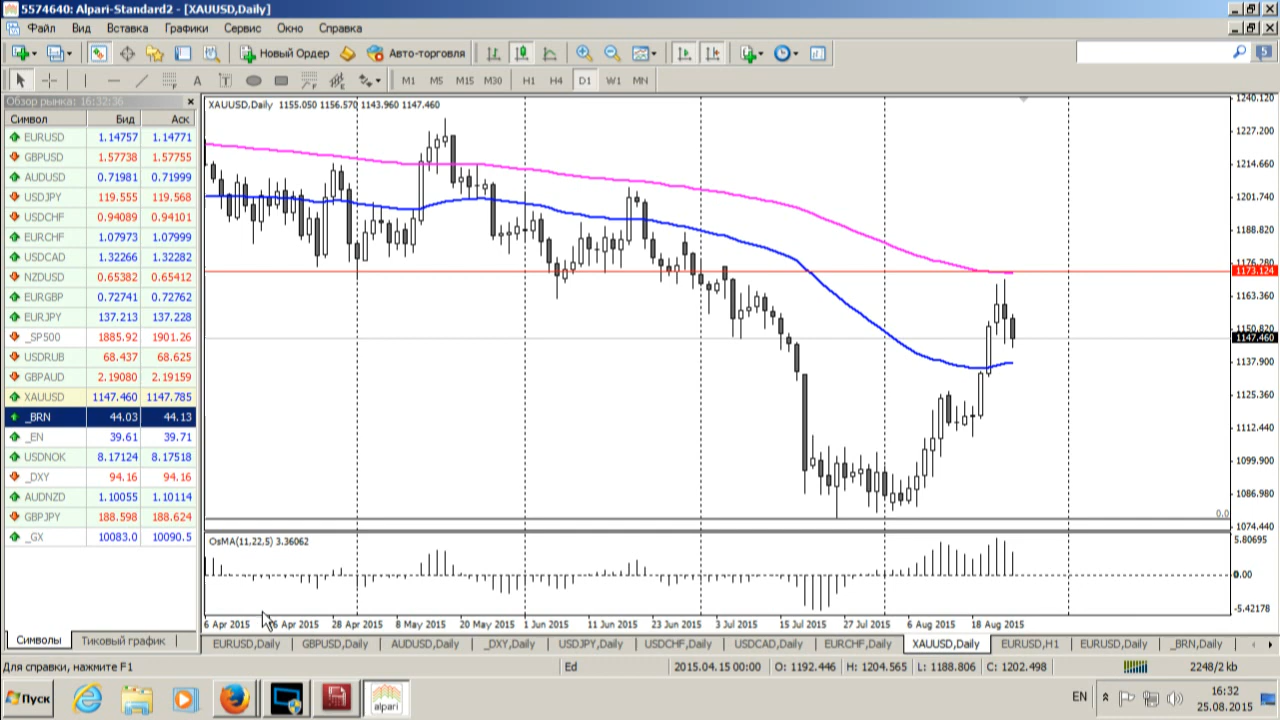 5574640: Alpari-Standard2 - [XAUUSD,Daily]
Файл Вид Вставка Графики Сервис Окно Справка
Новый Ордер Авто-торговля 5
A T M1 M5 M15 M30 H1 H4 D1 W1 MN
Обзор рынка: 16:32:36
Символ Бид Аск
EURUSD 1.14757 1.14771
GBPUSD 1.57738 1.57755
AUDUSD 0.71981 0.71999
USDJPY 119.555 119.568
USDCHF 0.94089 0.94101
EURCHF 1.07973 1.07999
USDCAD 1.32266 1.32282
NZDUSD 0.65382 0.65412
EURGBP 0.72741 0.72762
EURJPY 137.213 137.228
_SP500 1885.92 1901.26
USDRUB 68.437 68.625
GBPAUD 2.19080 2.19159
XAUUSD 1147.460 1147.785
_BRN 44.03 44.13
_EN 39.61 39.71
USDNOK 8.17124 8.17518
_DXY 94.16 94.16
AUDNZD 1.10055 1.10114
GBPJPY 188.598 188.624
_GX 10083.0 10090.5
Символы Тиковый график
XAUUSD,Daily 1155.050 1156.570 1143.960 1147.460
1240.120
1227.200
1214.660
1201.740
1188.820
1176.280
1173.124
1163.360
1150.820
1147.460
1137.900
1125.360
1112.440
1099.900
1086.980
0.0
1074.440
OsMA(11,22,5) 3.36062
5.80695
0.00
-5.42178
6 Apr 2015 16 Apr 2015 28 Apr 2015 8 May 2015 20 May 2015 1 Jun 2015 11 Jun 2015 23 Jun 2015 3 Jul 2015 15 Jul 2015 27 Jul 2015 6 Aug 2015 18 Aug 2015
EURUSD,Daily GBPUSD,Daily AUDUSD,Daily _DXY,Daily USDJPY,Daily USDCHF,Daily USDCAD,Daily EURCHF,Daily XAUUSD,Daily EURUSD,H1 EURUSD,Daily _BRN,Daily
Для справки, нажмите F1 Ed 2015.04.15 00:00 O: 1192.446 H: 1204.565 L: 1188.806 C: 1202.498 2248/2 kb
Пуск alpari EN 16:32
25.08.2015